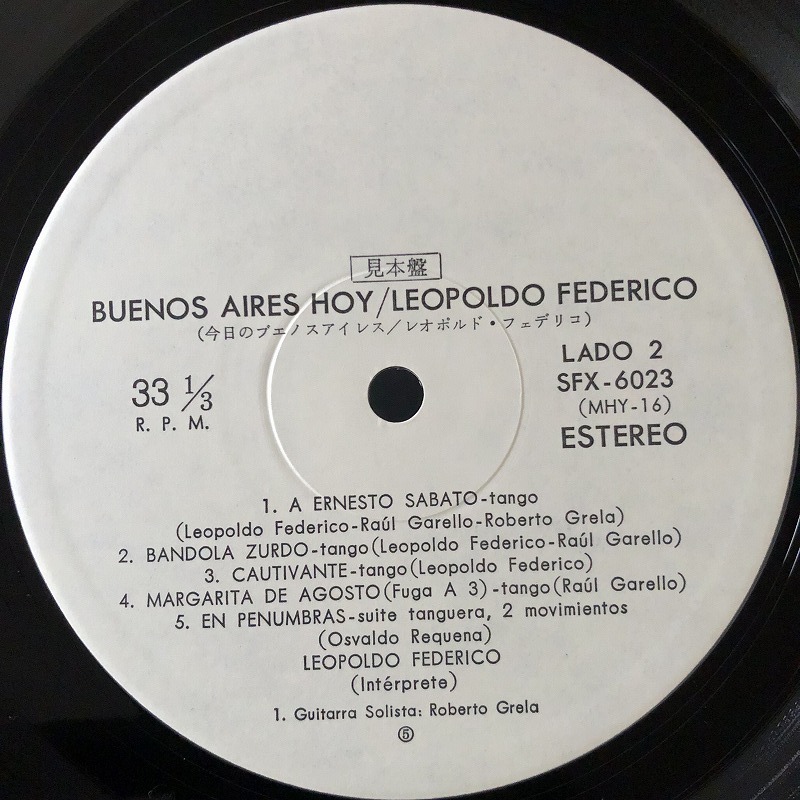 見本盤
BUENOS AIRES HOY/LEOPOLDO FEDERICO
(今日のブエノスアイレス/レオポルド・フェデリコ)
33 1/3
R. P. M.
LADO 2
SFX-6023
(MHY-16)
ESTEREO
1. A ERNESTO SABATO-tango
(Leopoldo Federico-Raúl Garello-Roberto Grela)
2. BANDOLA ZURDO-tango(Leopoldo Federico-Raúl Garello)
3. CAUTIVANTE-tango(Leopoldo Federico)
4. MARGARITA DE AGOSTO(Fuga A 3)-tango(Raúl Garello)
5. EN PENUMBRAS-suite tanguera, 2 movimientos
(Osvaldo Requena)
LEOPOLDO FEDERICO
(Intérprete)
1. Guitarra Solista: Roberto Grela
⑤